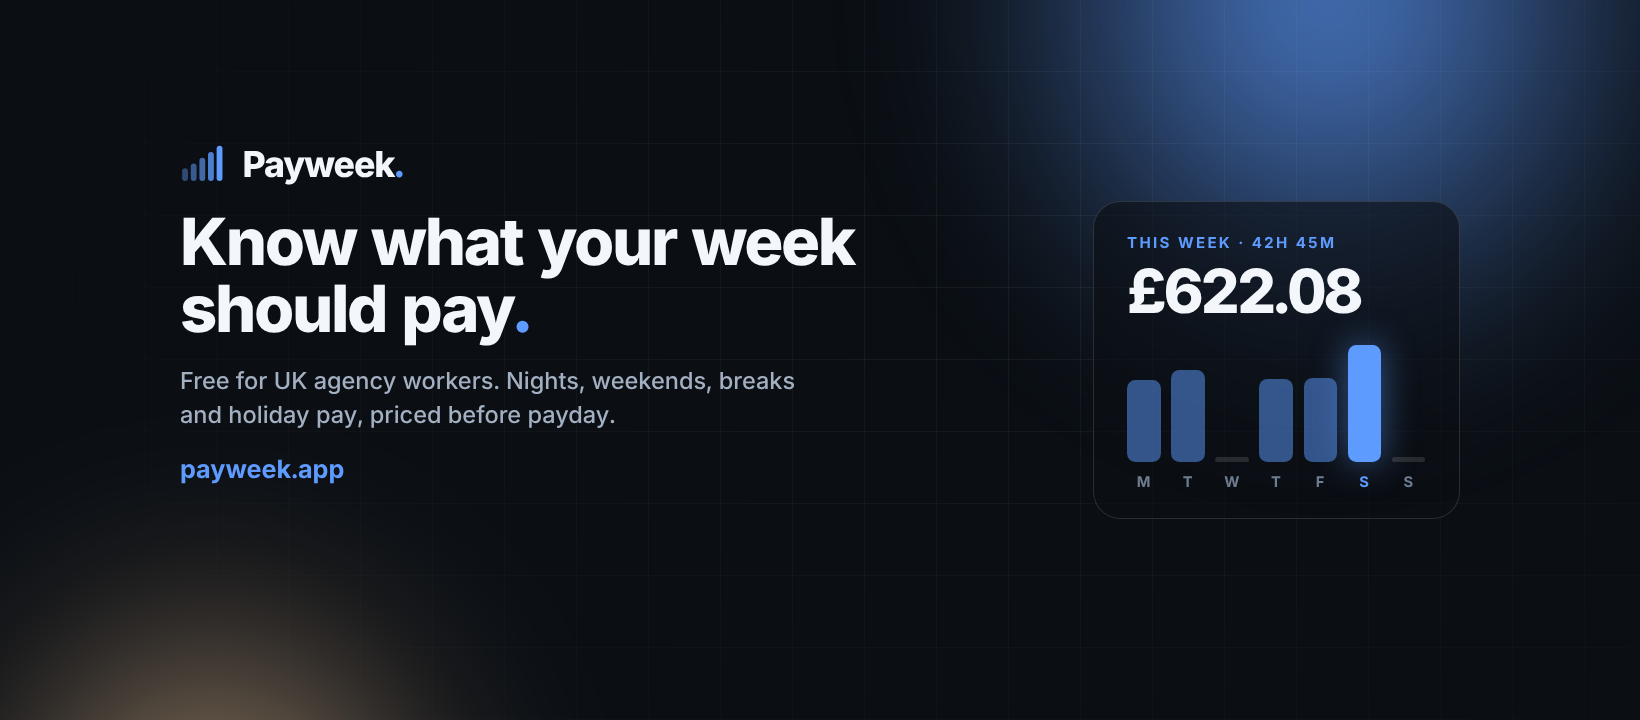 Payweek.
Know what your week
should pay.
Free for UK agency workers. Nights, weekends, breaks
and holiday pay, priced before payday.
payweek.app
THIS WEEK · 42H 45M
£622.08
M T W T F S S